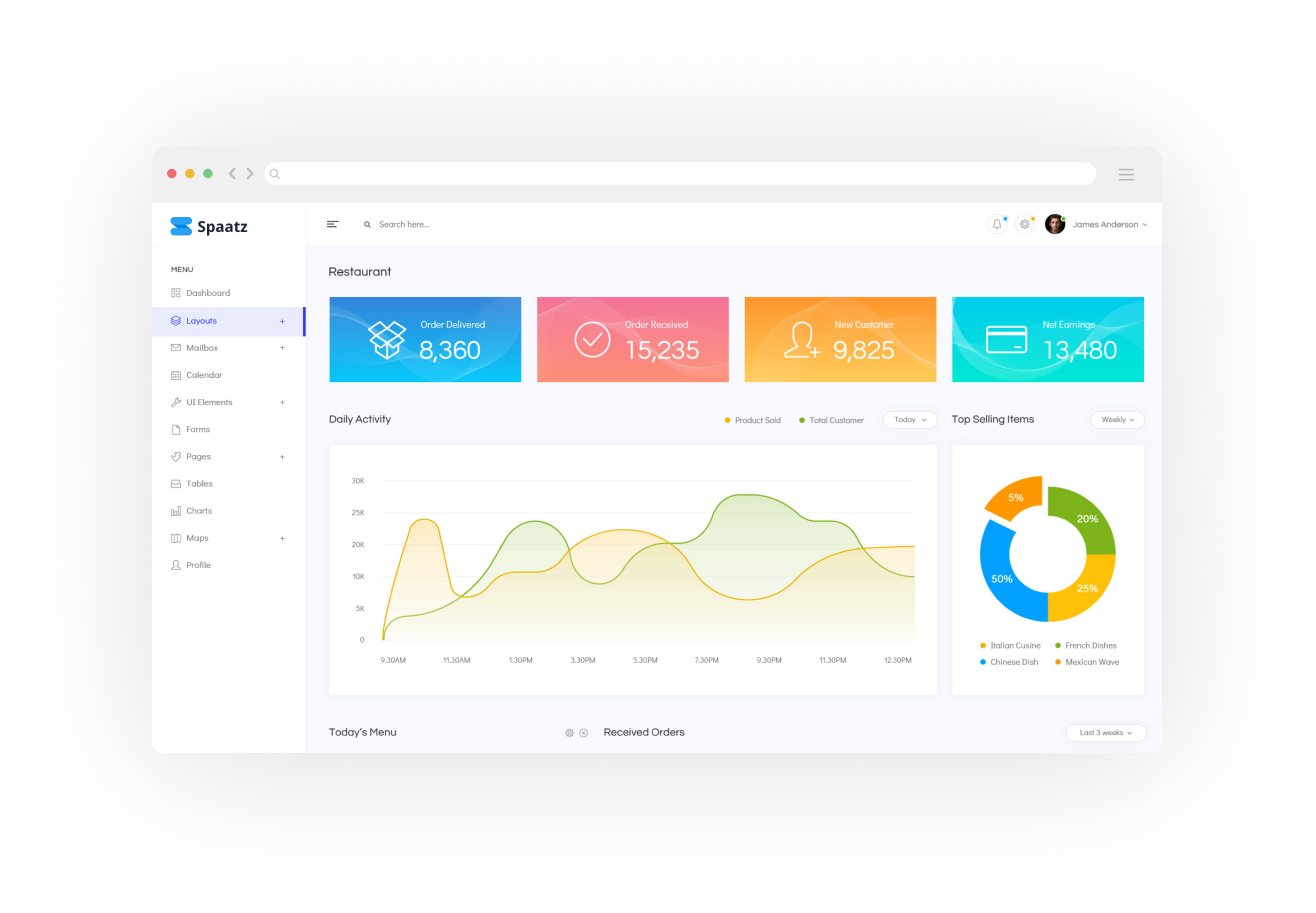 Spaatz
Search here...
James Anderson
MENU
Dashboard
Layouts +
Mailbox +
Calendar
UI Elements +
Forms
Pages +
Tables
Charts
Maps +
Profile
Restaurant
Order Delivered
8,360
Order Received
15,235
New Customer
9,825
Net Earnings
13,480
Daily Activity
Product Sold
Total Customer
Today
30K
25K
20K
10K
5K
0
9.30AM 11.30AM 1.30PM 3.30PM 5.30PM 7.30PM 9.30PM 11.30PM 12.30PM
Top Selling Items
Weekly
5%
20%
50%
25%
Italian Cusine French Dishes
Chinese Dish Mexican Wave
Today's Menu
Received Orders
Last 3 weeks